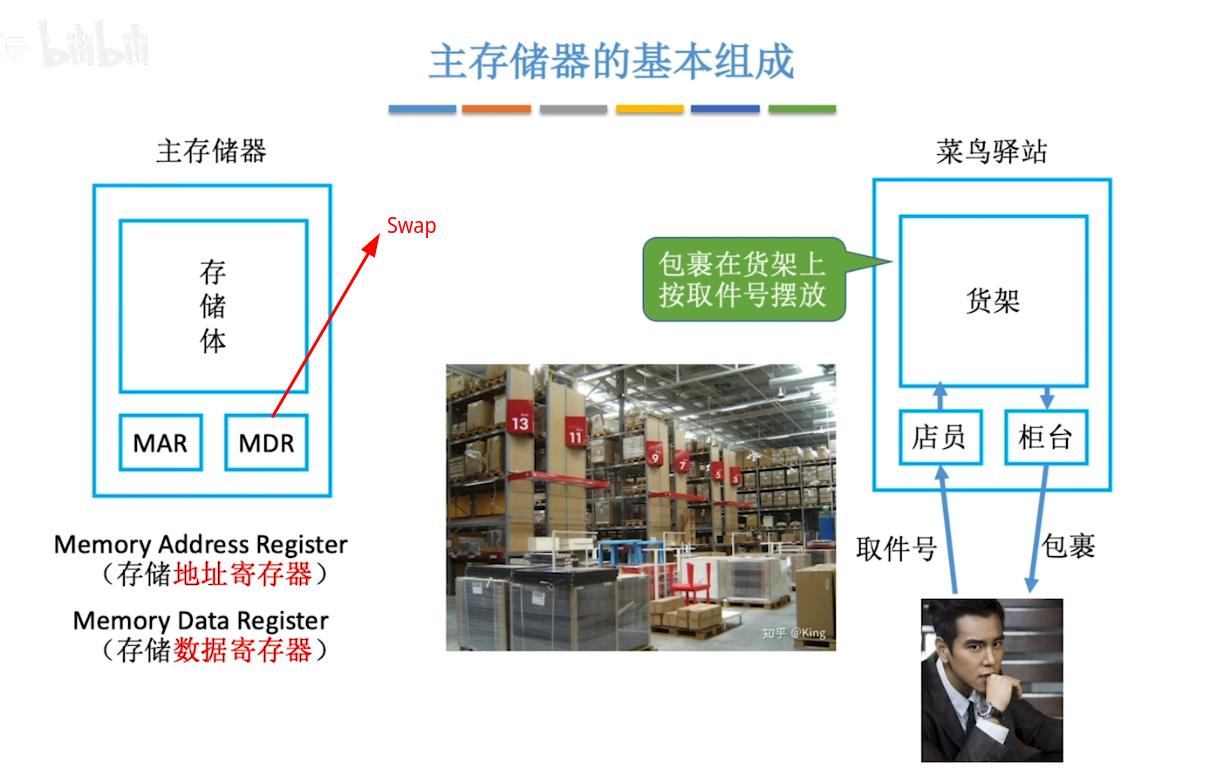 bilibili
主存储器的基本组成
主存储器
存
储
体
MAR
MDR
Swap
Memory Address Register
（存储地址寄存器）
Memory Data Register
（存储数据寄存器）
包裹在货架上
按取件号摆放
13
11
9
7
5
3
知乎 @King
菜鸟驿站
货架
店员
柜台
取件号
包裹